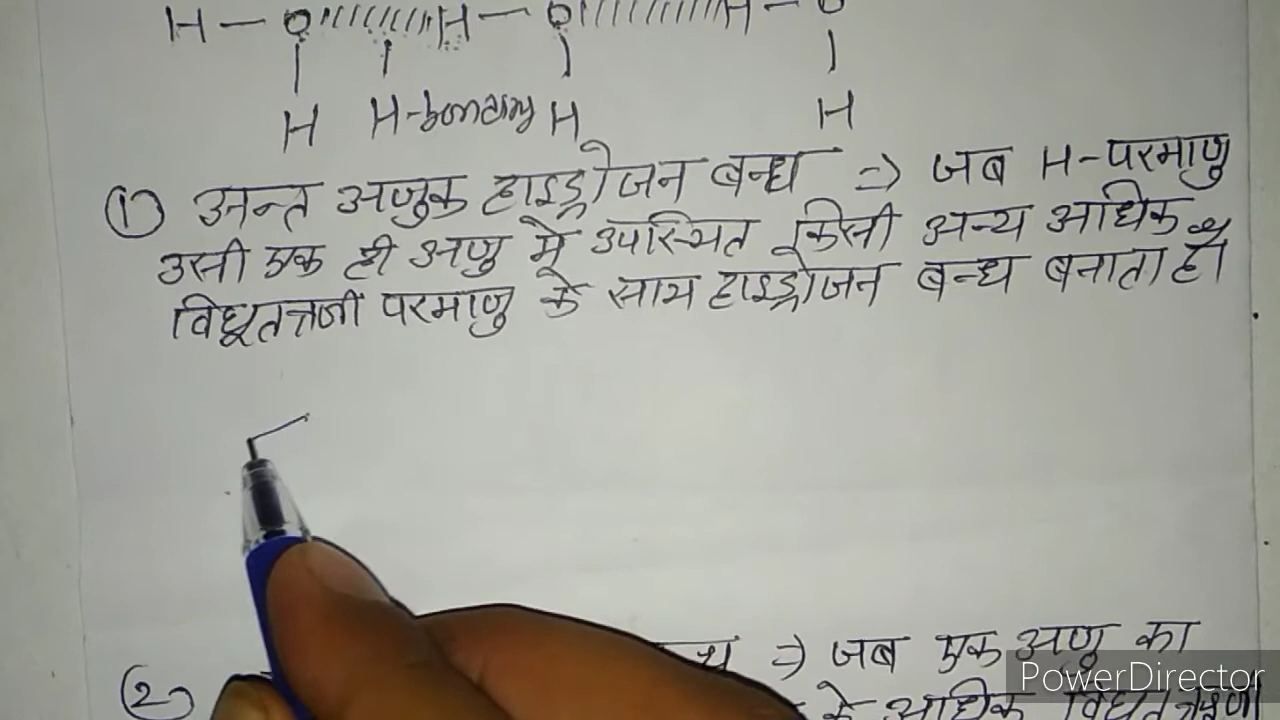 H — O H — O H — O
H H-bonding H H
① अन्त अणुक हाइड्रोजन बन्ध => जब H-परमाणु
उसी एक ही अणु में उपस्थित किसी अन्य अधिक
विधूतऋणी परमाणु के साथ हाइड्रोजन बन्ध बनाता हो
② => जब एक अणु का
के अधिक विधूतऋणी
PowerDirector